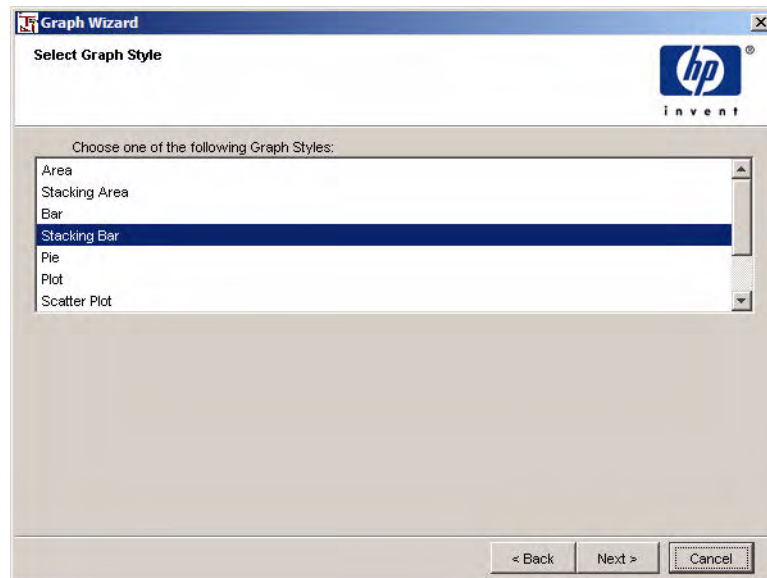 Graph Wizard
Select Graph Style
hp
®
invent
Choose one of the following Graph Styles:
Area
Stacking Area
Bar
Stacking Bar
Pie
Plot
Scatter Plot
< Back
Next >
Cancel